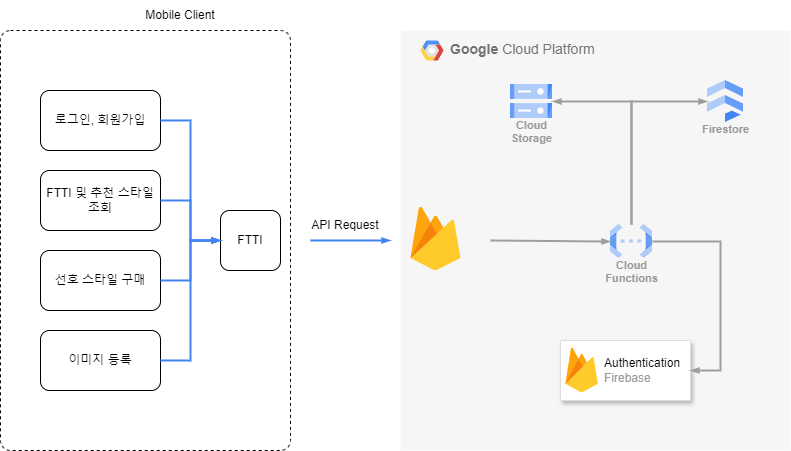 Mobile Client
로그인, 회원가입
FTTI 및 추천 스타일
조회
선호 스타일 구매
이미지 등록
FTTI
API Request
Google Cloud Platform
Cloud
Storage
Firestore
Cloud
Functions
Authentication
Firebase